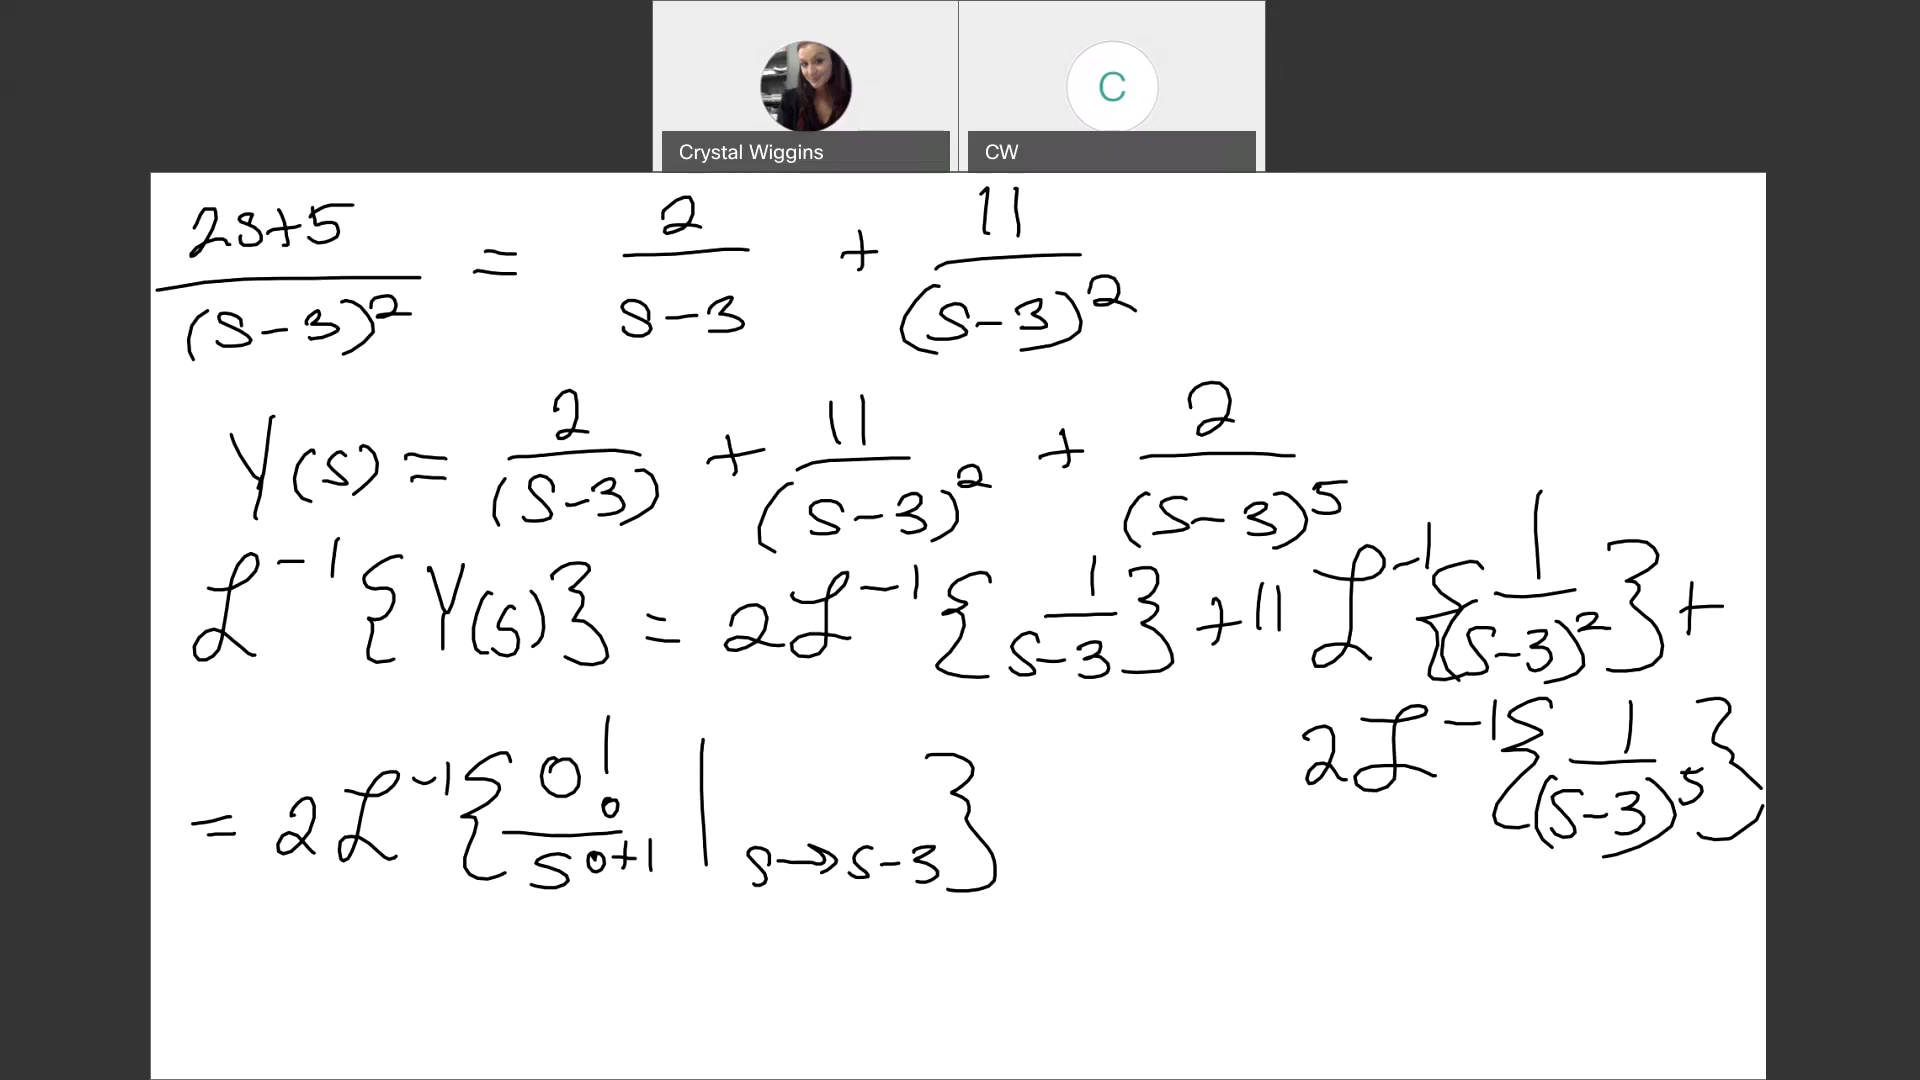 Crystal Wiggins
C
CW
2s+5/(s-3)² = 2/(s-3) + 11/(s-3)²
Y(s) = 2/(s-3) + 11/(s-3)² + 2/(s-3)⁵
ℒ⁻¹{Y(s)} = 2ℒ⁻¹{1/(s-3)} + 11ℒ⁻¹{1/(s-3)²} +
2ℒ⁻¹{1/(s-3)⁵}
= 2ℒ⁻¹{0!/s⁰⁺¹ | s→s-3}